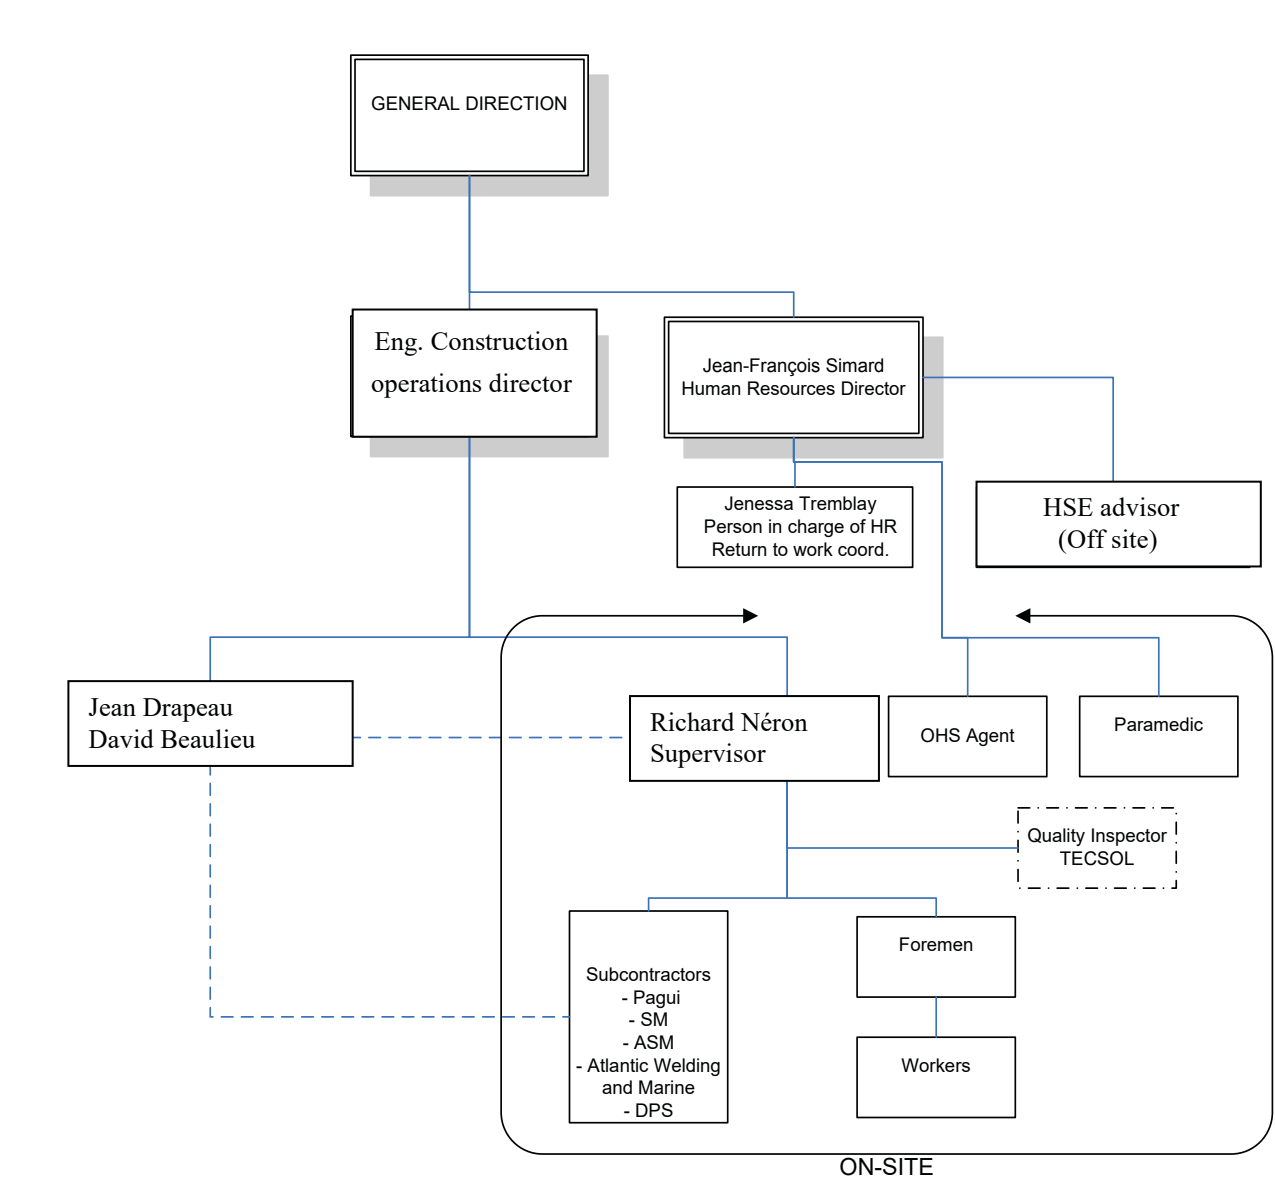 GENERAL DIRECTION
Eng. Construction
operations director
Jean-François Simard
Human Resources Director
Jenessa Tremblay
Person in charge of HR
Return to work coord.
HSE advisor
(Off site)
Jean Drapeau
David Beaulieu
Richard Néron
Supervisor
OHS Agent
Paramedic
Quality Inspector
TECSOL
Subcontractors
- Pagui
- SM
- ASM
- Atlantic Welding
and Marine
- DPS
Foremen
Workers
ON-SITE